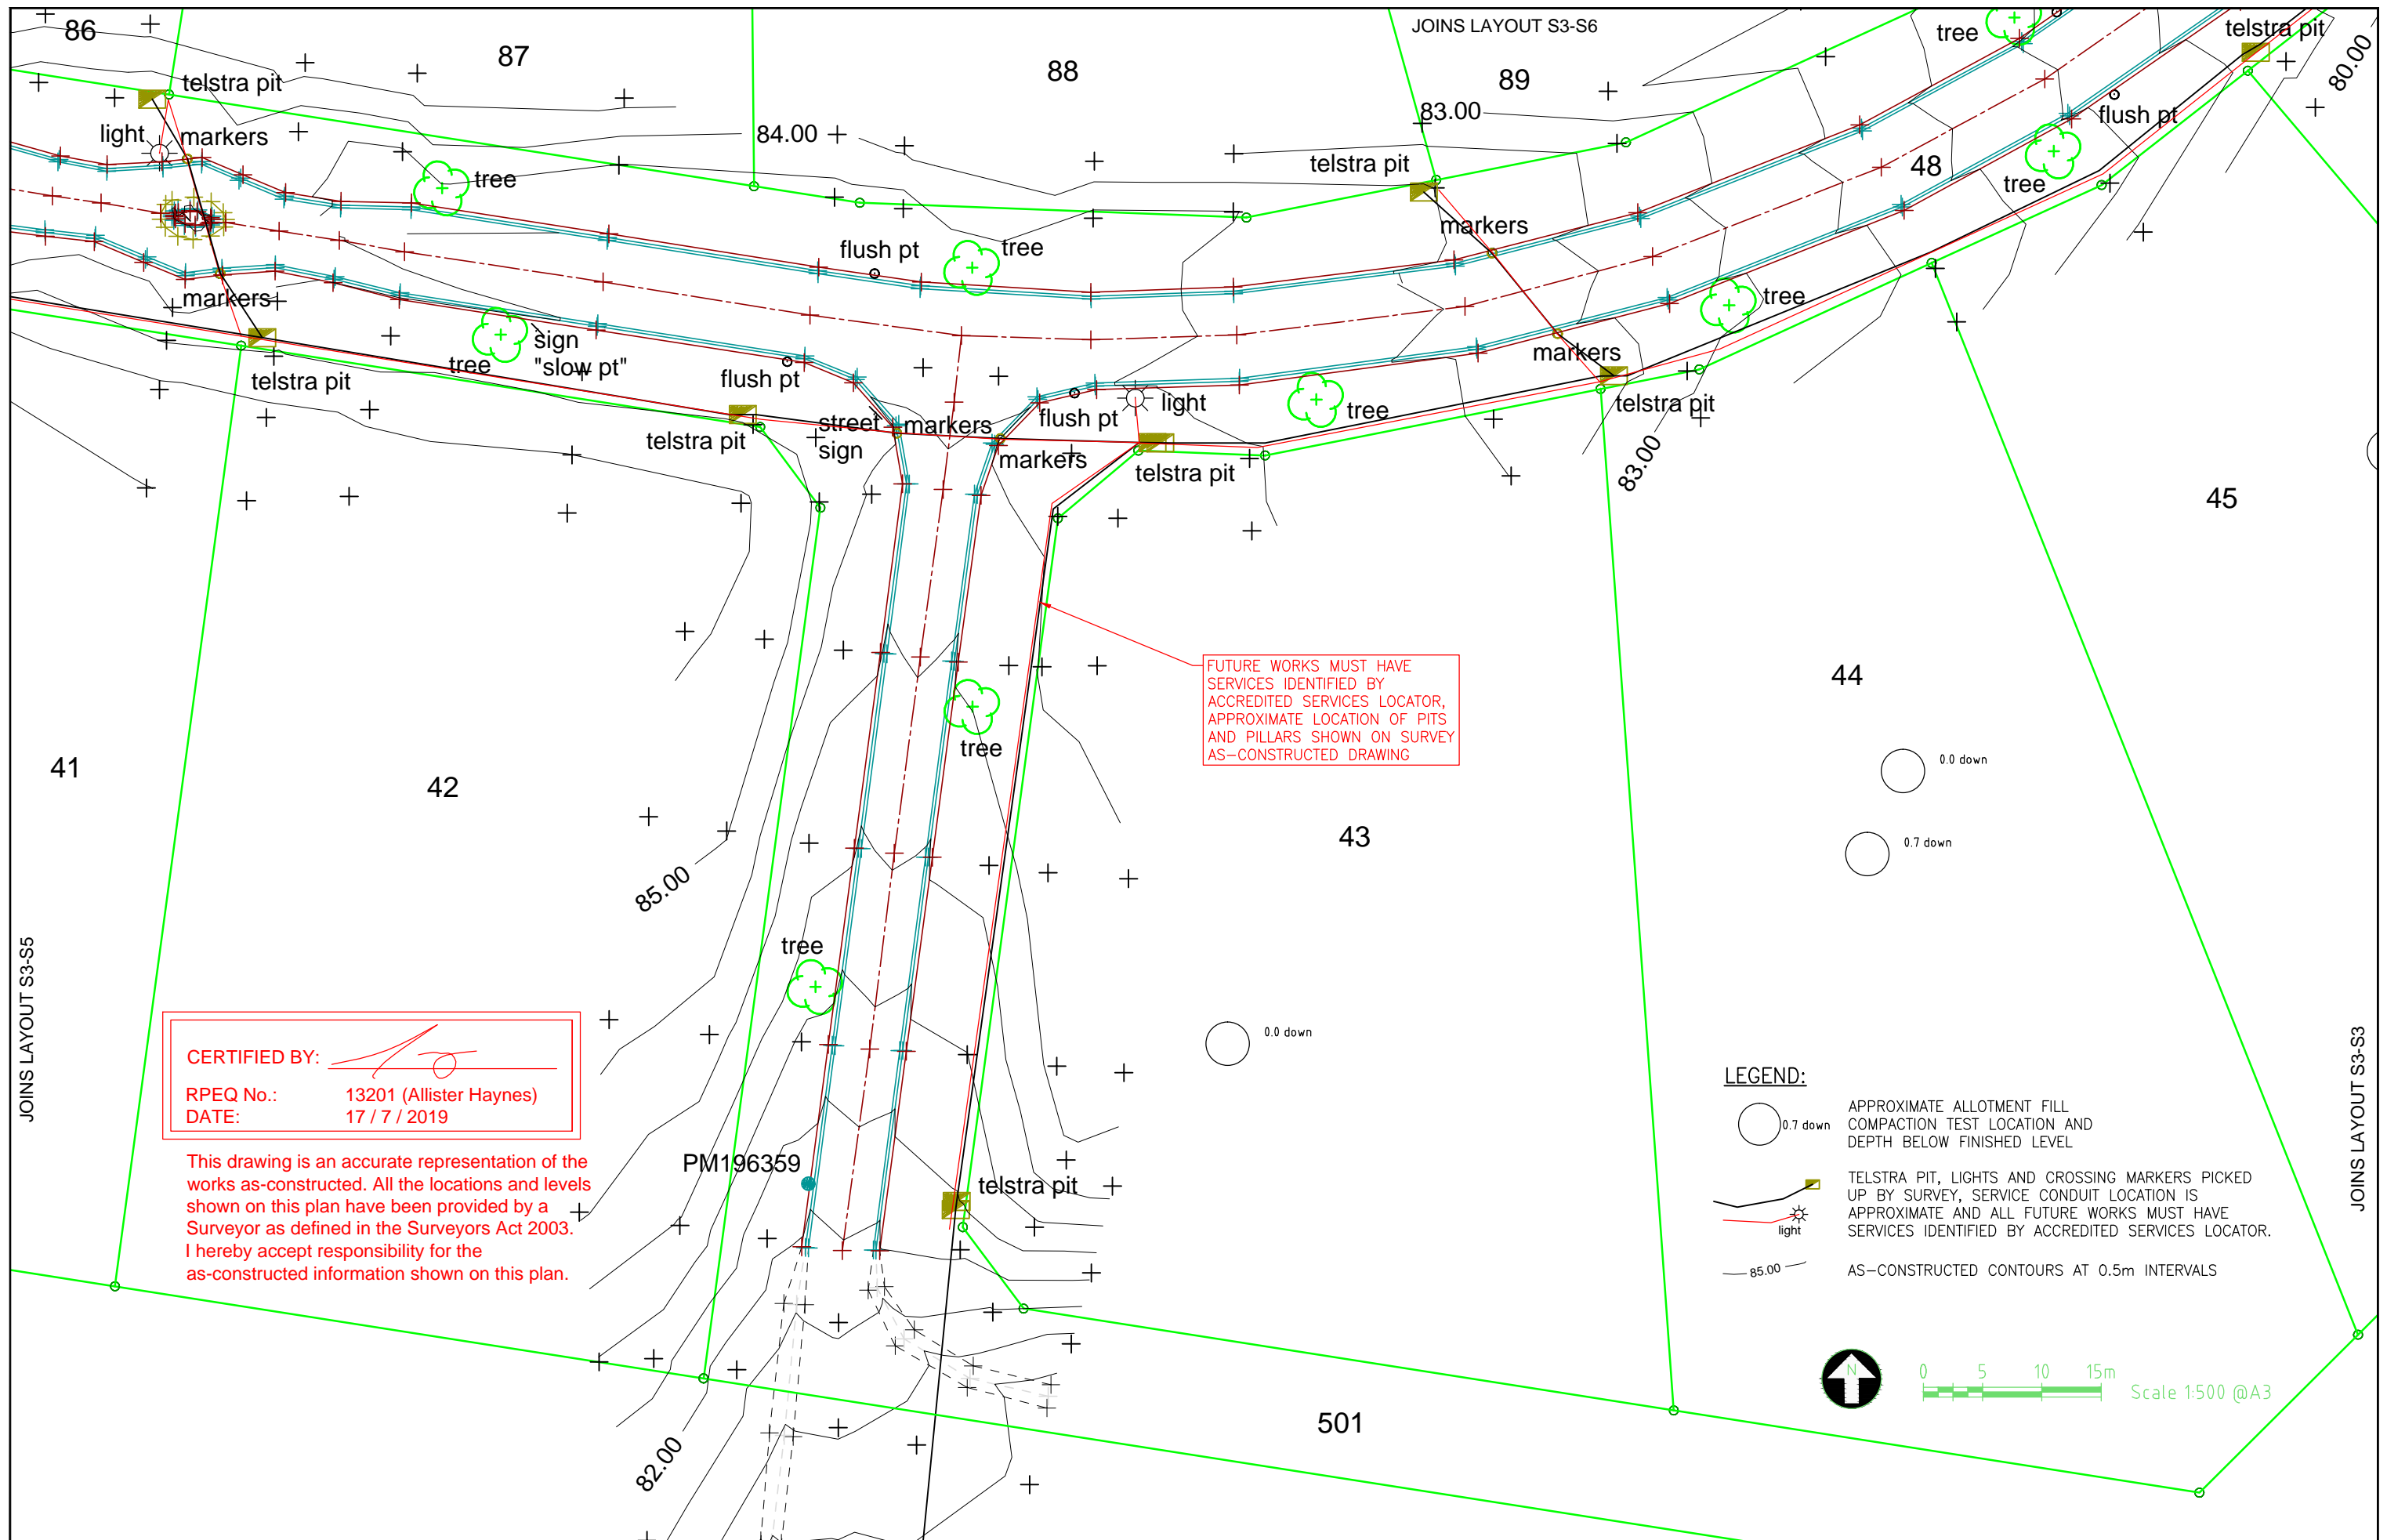 86
87
88
JOINS LAYOUT S3-S6
89
tree
telstra pit
80.00
telstra pit
light
markers
84.00
83.00
telstra pit
flush pt
48
tree
tree
markers
flush pt
tree
markers
tree
sign
"slow pt"
tree
telstra pit
flush pt
markers
light
flush pt
tree
telstra pit
street
sign
markers
telstra pit
markers
telstra pit
83.00
45
FUTURE WORKS MUST HAVE
SERVICES IDENTIFIED BY
ACCREDITED SERVICES LOCATOR,
APPROXIMATE LOCATION OF PITS
AND PILLARS SHOWN ON SURVEY
AS-CONSTRUCTED DRAWING
44
tree
41
42
0.0 down
43
0.7 down
85.00
tree
JOINS LAYOUT S3-S5
0.0 down
JOINS LAYOUT S3-S3
CERTIFIED BY:
RPEQ No.: 13201 (Allister Haynes)
DATE: 17 / 7 / 2019
This drawing is an accurate representation of the
works as-constructed. All the locations and levels
shown on this plan have been provided by a
Surveyor as defined in the Surveyors Act 2003.
I hereby accept responsibility for the
as-constructed information shown on this plan.
PM196359
telstra pit
LEGEND:
0.7 down
APPROXIMATE ALLOTMENT FILL
COMPACTION TEST LOCATION AND
DEPTH BELOW FINISHED LEVEL
light
TELSTRA PIT, LIGHTS AND CROSSING MARKERS PICKED
UP BY SURVEY, SERVICE CONDUIT LOCATION IS
APPROXIMATE AND ALL FUTURE WORKS MUST HAVE
SERVICES IDENTIFIED BY ACCREDITED SERVICES LOCATOR.
85.00
AS-CONSTRUCTED CONTOURS AT 0.5m INTERVALS
N
0 5 10 15m
Scale 1:500 @A3
501
82.00